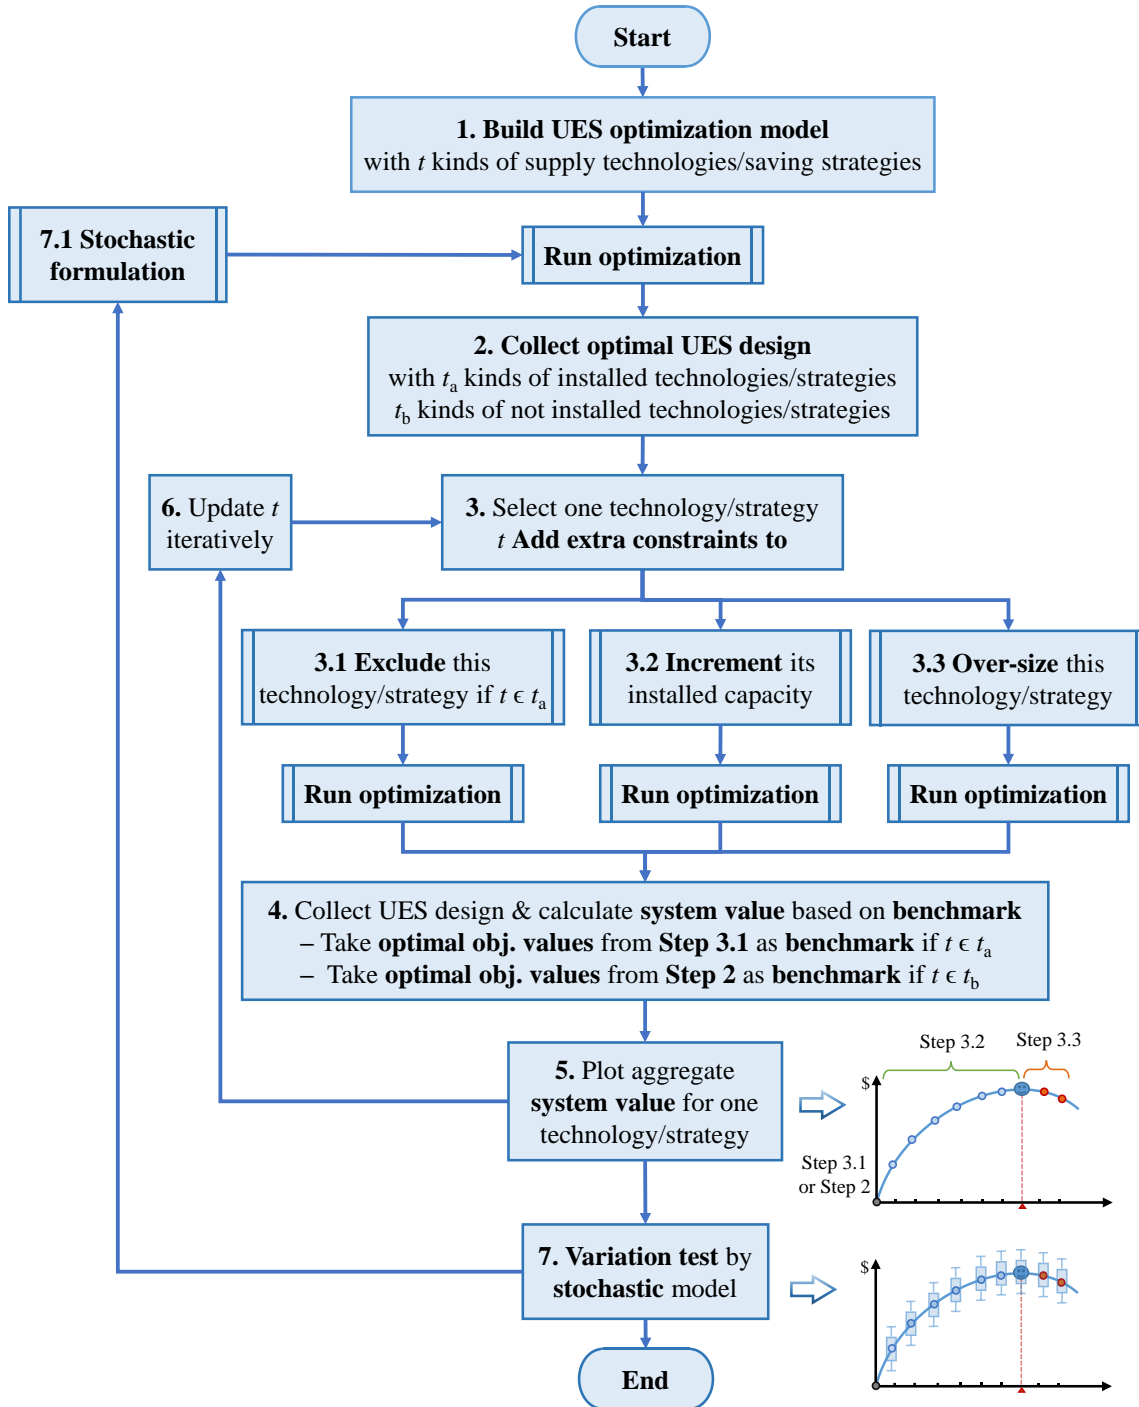 Start
1. Build UES optimization model
with t kinds of supply technologies/saving strategies
7.1 Stochastic
formulation
Run optimization
2. Collect optimal UES design
with tₐ kinds of installed technologies/strategies
t_b kinds of not installed technologies/strategies
6. Update t
iteratively
3. Select one technology/strategy
t Add extra constraints to
3.1 Exclude this
technology/strategy if t ϵ tₐ
3.2 Increment its
installed capacity
3.3 Over-size this
technology/strategy
Run optimization
Run optimization
Run optimization
4. Collect UES design & calculate system value based on benchmark
– Take optimal obj. values from Step 3.1 as benchmark if t ϵ tₐ
– Take optimal obj. values from Step 2 as benchmark if t ϵ t_b
5. Plot aggregate
system value for one
technology/strategy
Step 3.2
Step 3.3
$
Step 3.1
or Step 2
7. Variation test by
stochastic model
$
End